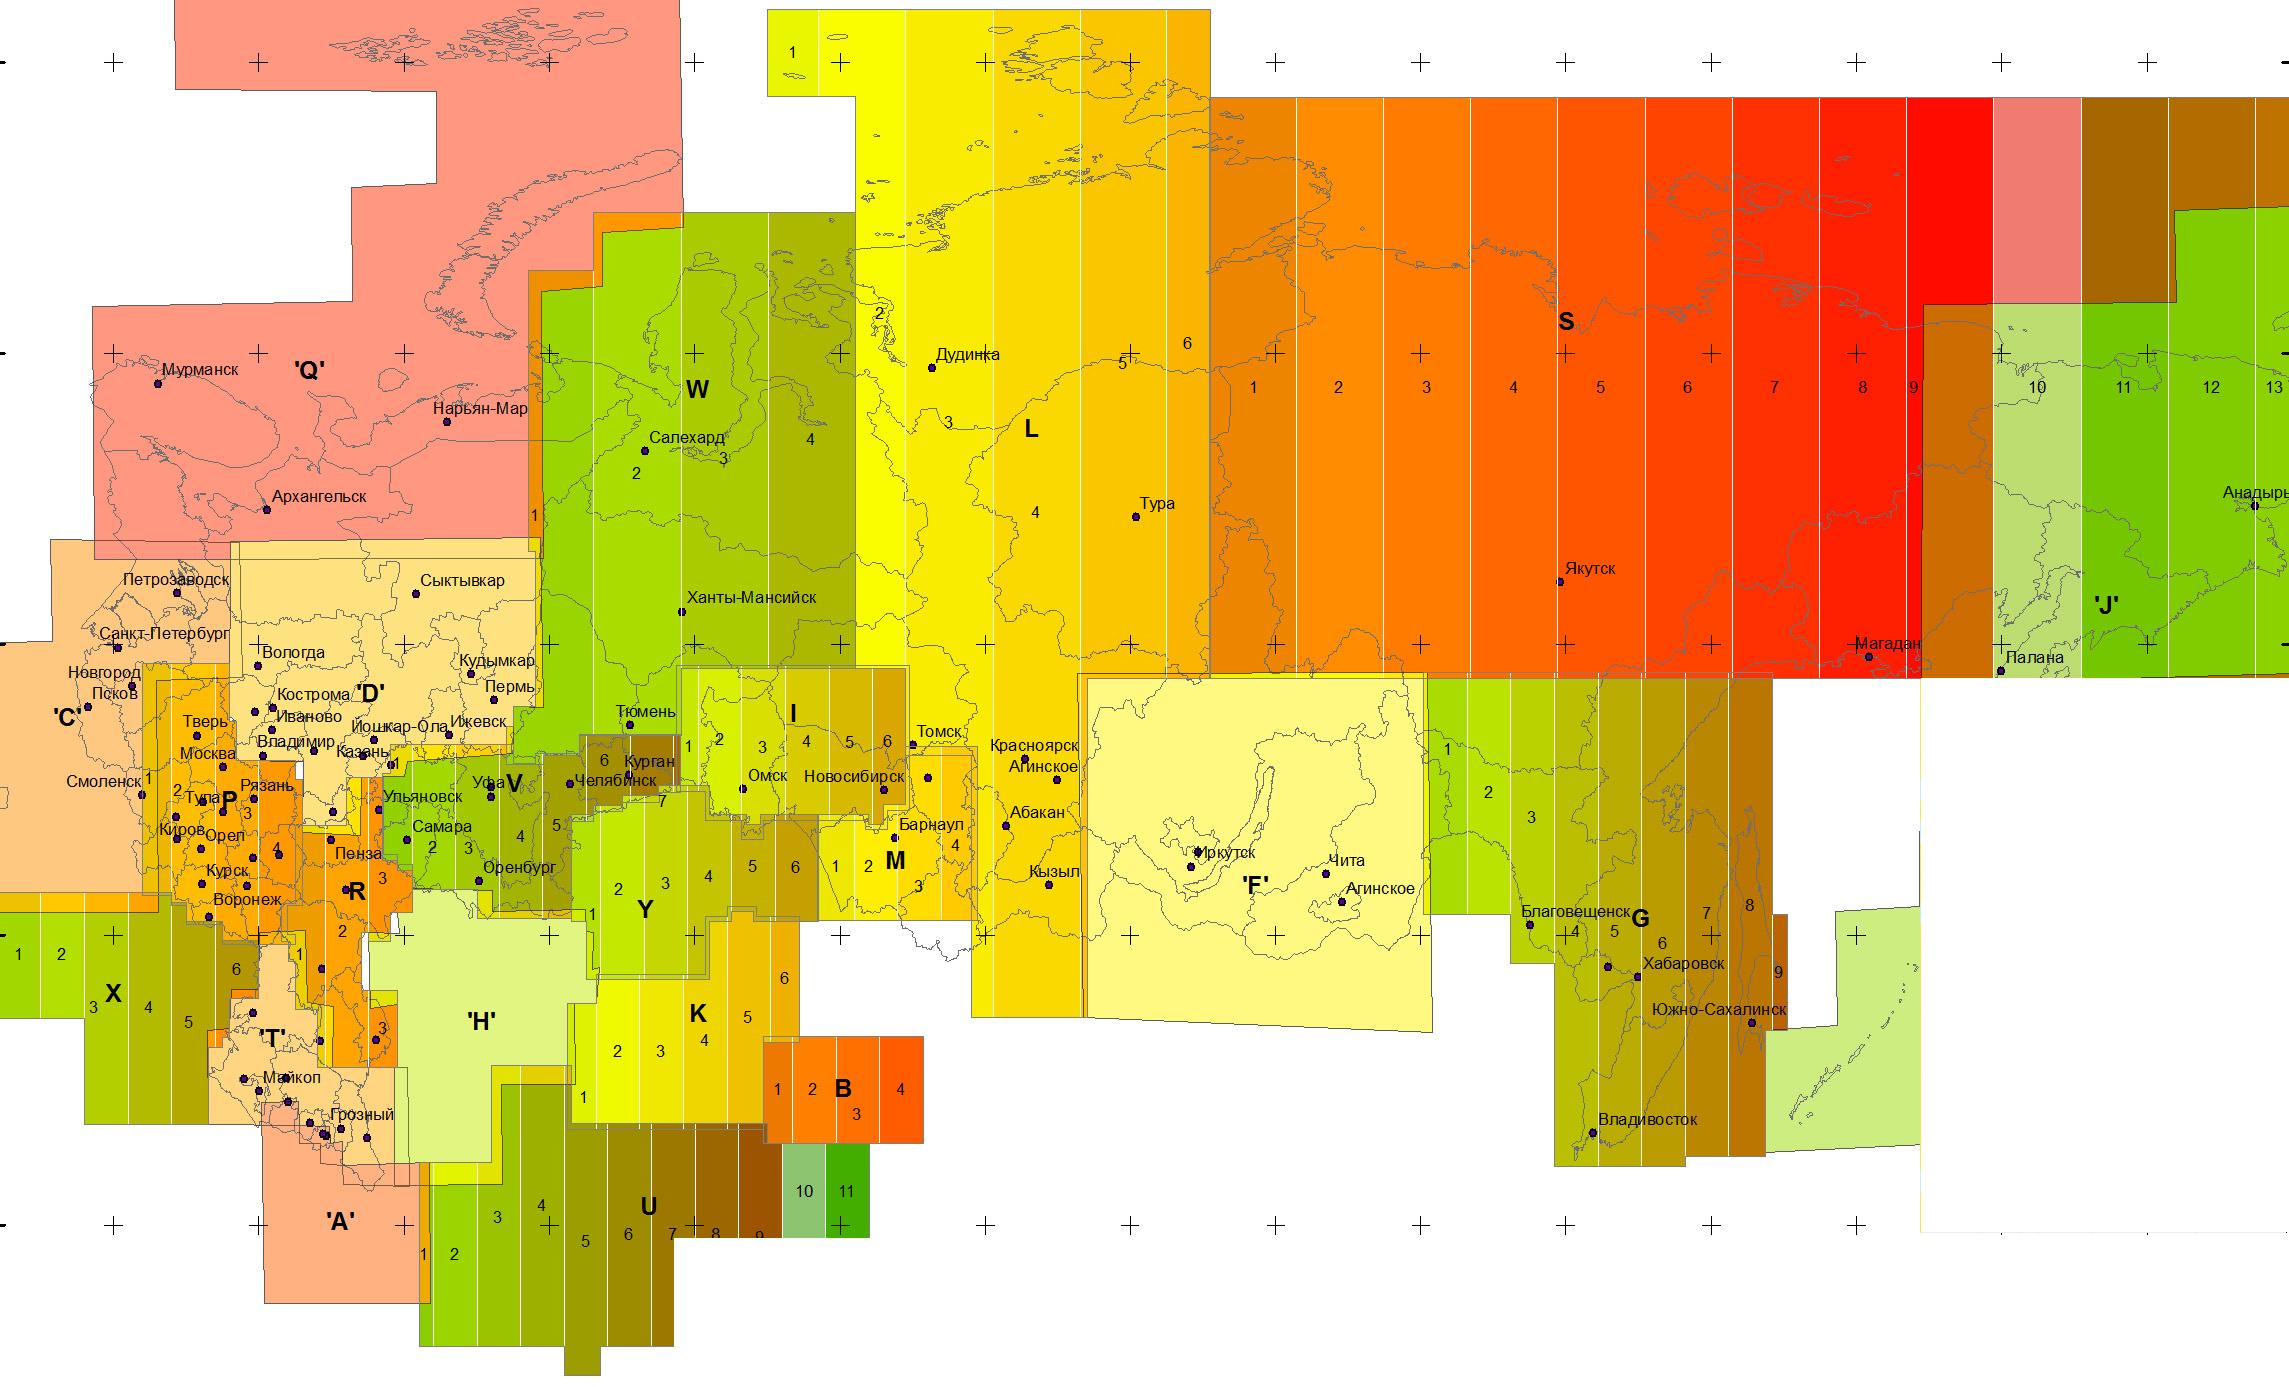 1
2
6
5
Дудинка
S
Мурманск
'Q'
W
1
2
3
4
5
6
7
8
9
10
11
12
13
Нарьян-Мар
3
L
Салехард
4
3
2
Архангельск
1
4
Тура
Анадырь
Якутск
Петрозаводск
Сыктывкар
Ханты-Мансийск
'J'
Санкт-Петербург
Вологда
Кудымкар
Магадан
Палана
Новгород
Псков
Кострома
'D'
Пермь
'C'
Тверь
Иваново
Йошкар-Ола
Ижевск
Тюмень
I
Москва
Владимир
Казань
1
6
Курган
1
2
3
4
5
6
Томск
Красноярск
1
Смоленск
1
2
Тула
P
Рязань
3
Ульяновск
Уфа
V
Челябинск
7
Омск
Новосибирск
Агинское
2
3
Киров
Орел
4
Пенза
Самара
2
3
4
5
Барнаул
Абакан
Курск
R
3
Оренбург
2
3
4
5
6
1
2
M
3
4
Кызыл
Иркутск
'F'
Чита
Агинское
Воронеж
2
1
Y
Благовещенск
4
5
G
6
7
8
1
2
X
3
4
5
6
1
Хабаровск
9
'T'
3
'H'
K
1
2
3
4
5
6
Южно-Сахалинск
Майкоп
Грозный
1
2
B
3
4
Владивосток
'A'
1
2
3
4
5
U
6
7
8
9
10
11